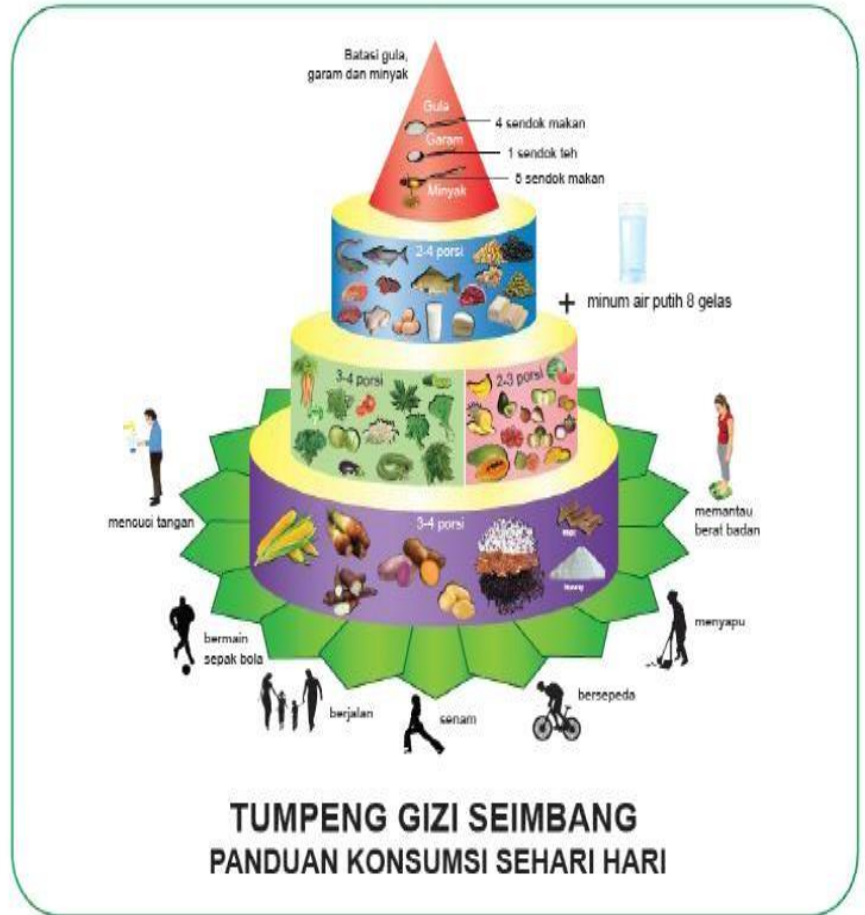 Batasi gula,
garam dan minyak
Gula
4 sendok makan
Garam
1 sendok teh
5 sendok makan
Minyak
2-4 porsi
+ minum air putih 8 gelas
3-4 porsi
2-3 porsi
3-4 porsi
mencuci tangan
memantau
berat badan
bermain
sepak bola
menyapu
berjalan
senam
bersepeda
TUMPENG GIZI SEIMBANG
PANDUAN KONSUMSI SEHARI HARI